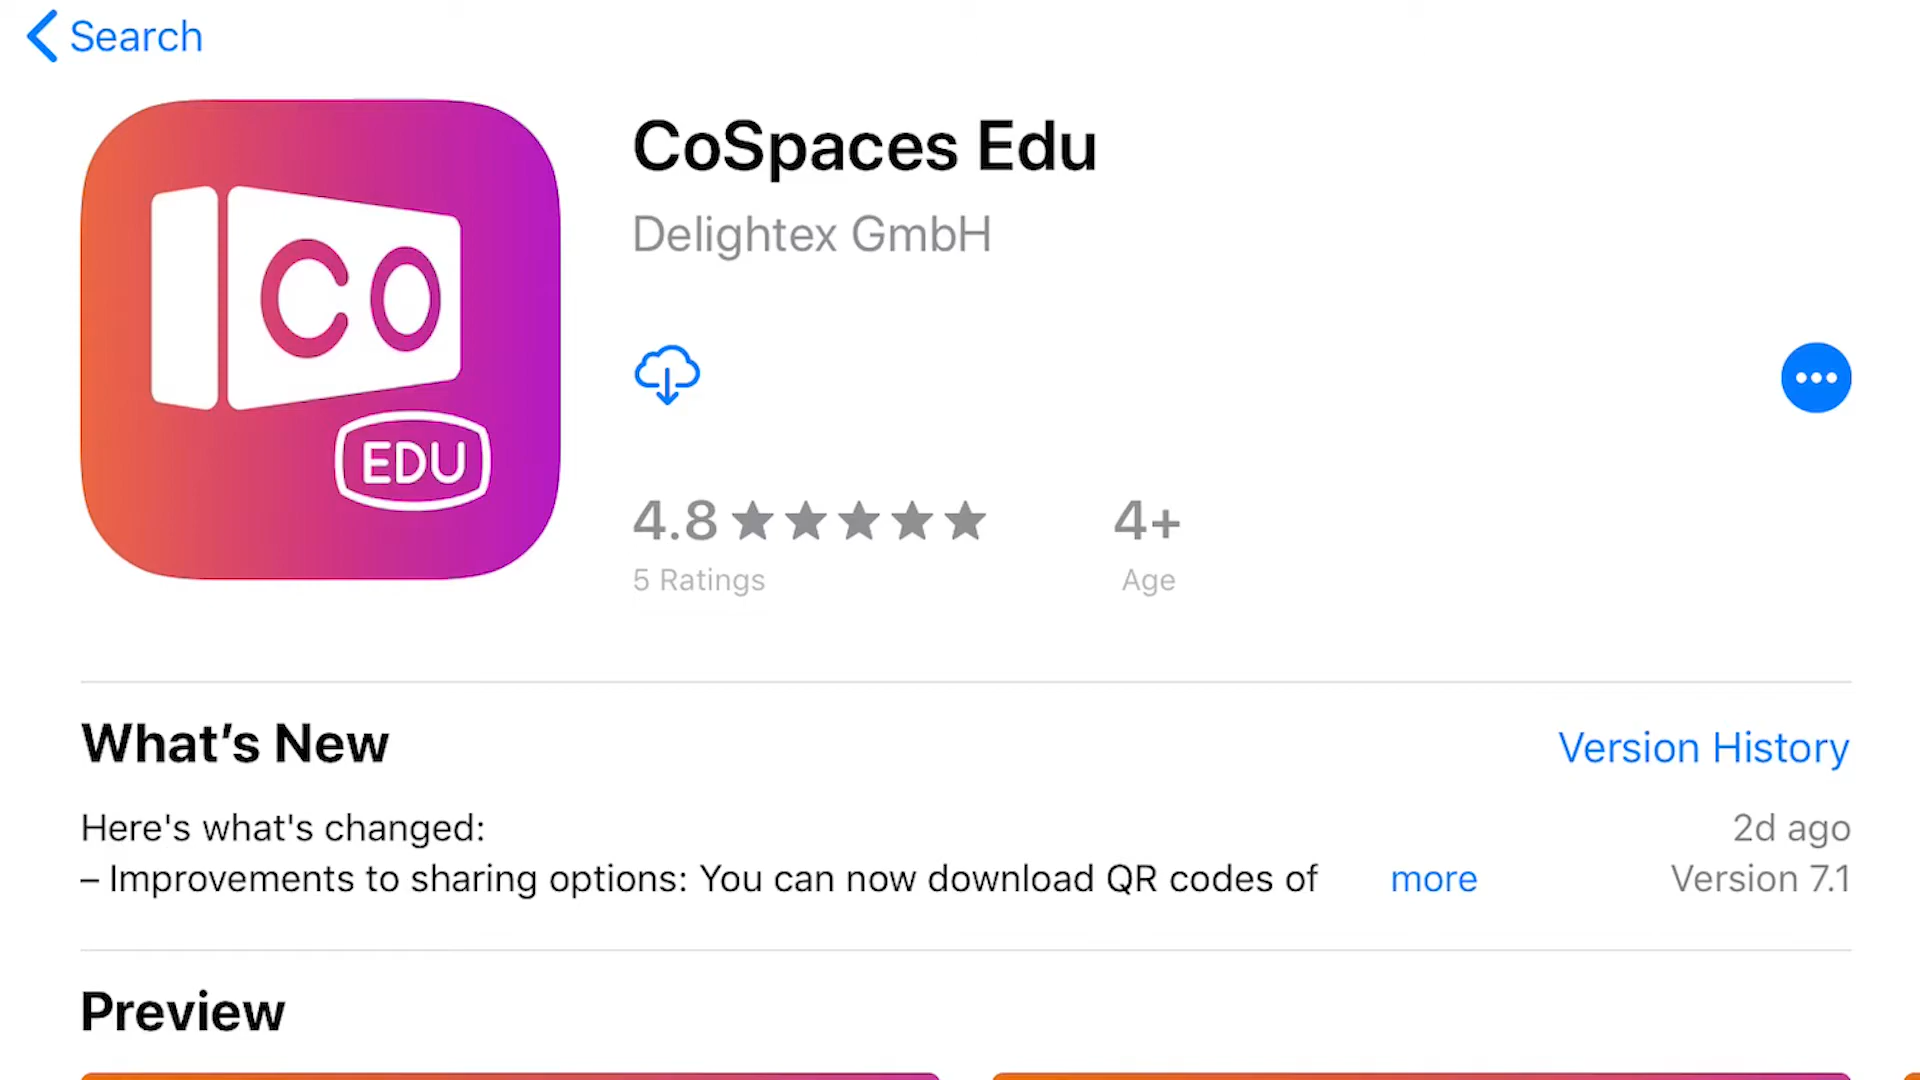 Search
CO
EDU
CoSpaces Edu
Delightex GmbH
4.8
5 Ratings
4+
Age
What's New
Version History
Here's what's changed:
2d ago
– Improvements to sharing options: You can now download QR codes of more
Version 7.1
Preview